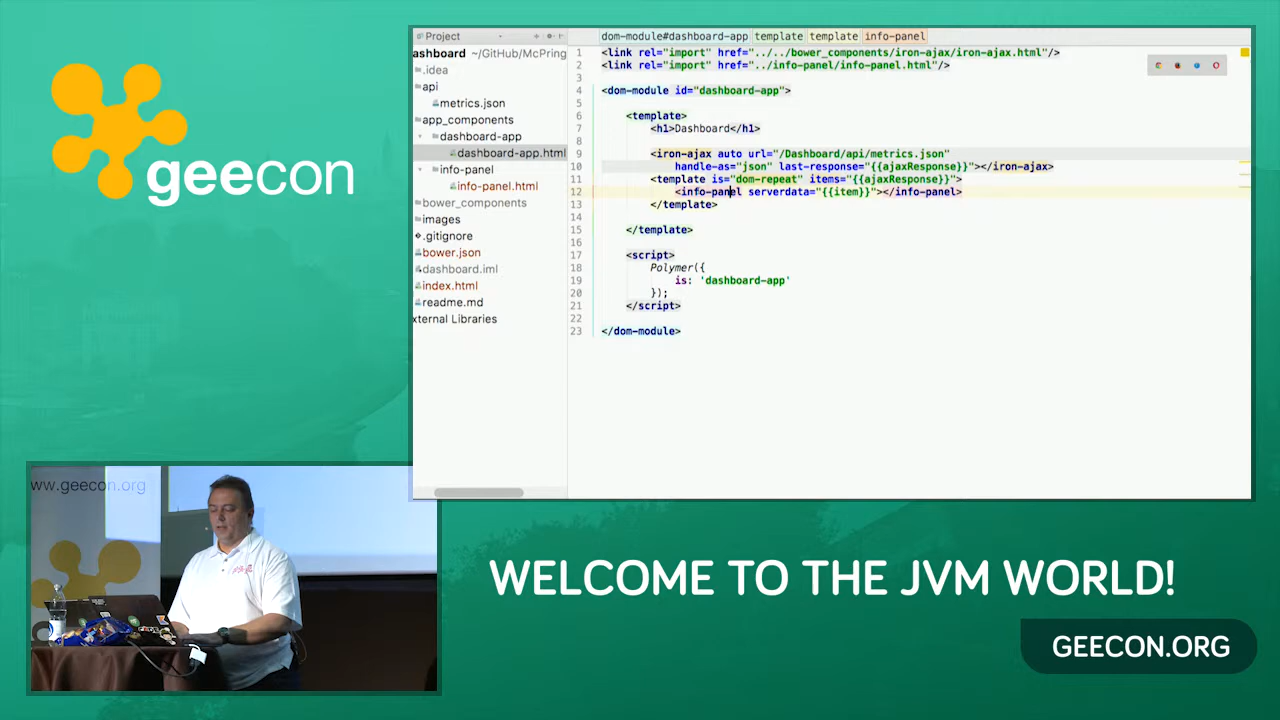 geecon
Project
ashboard ~/GitHub/McPring
.idea
api
metrics.json
app_components
dashboard-app
dashboard-app.html
info-panel
info-panel.html
bower_components
images
.gitignore
bower.json
dashboard.iml
index.html
readme.md
xternal Libraries
dom-module#dashboard-app template template info-panel
1 <link rel="import" href="../../bower_components/iron-ajax/iron-ajax.html"/>
2 <link rel="import" href="../info-panel/info-panel.html"/>
3
4 <dom-module id="dashboard-app">
5
6 <template>
7 <h1>Dashboard</h1>
8
9 <iron-ajax auto url="/Dashboard/api/metrics.json"
10 handle-as="json" last-response="{{ajaxResponse}}"></iron-ajax>
11 <template is="dom-repeat" items="{{ajaxResponse}}">
12 <info-panel serverdata="{{item}}"></info-panel>
13 </template>
14
15 </template>
16
17 <script>
18 Polymer({
19 is: 'dashboard-app'
20 });
21 </script>
22
23 </dom-module>
ww.geecon.org
WELCOME TO THE JVM WORLD!
GEECON.ORG